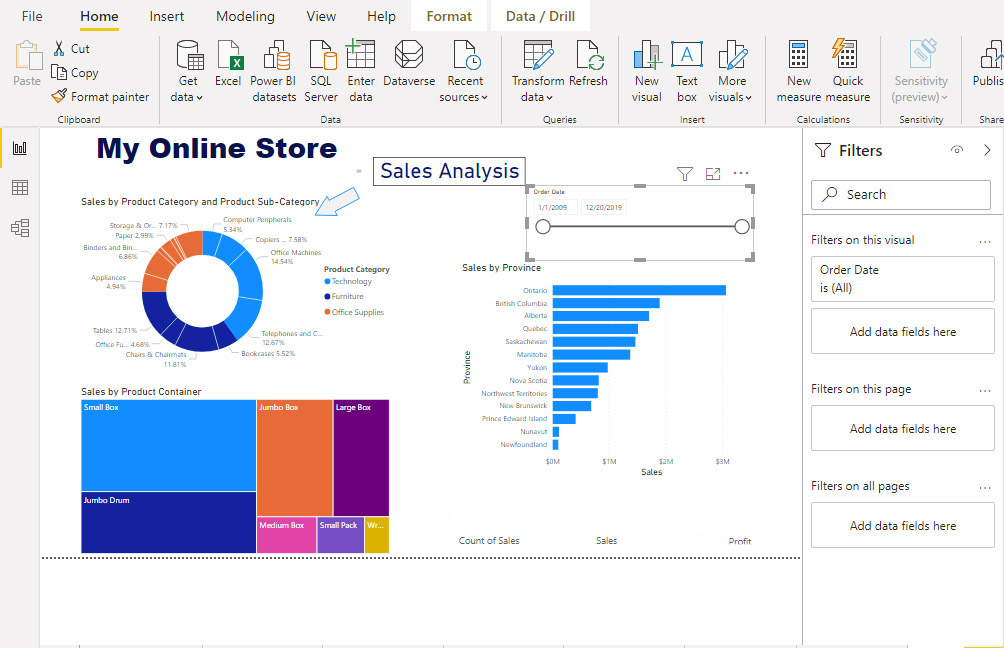 File Home Insert Modeling View Help Format Data / Drill
Paste
Cut
Copy
Format painter
Clipboard
Get data
Excel
Power BI datasets
SQL Server
Enter data
Dataverse
Recent sources
Data
Transform data
Refresh
Queries
New visual
Text box
More visuals
Insert
New measure
Quick measure
Calculations
Sensitivity (preview)
Sensitivity
Publis
Share
My Online Store
Sales Analysis
Sales by Product Category and Product Sub-Category
Storage & Or... 7.17%
Paper 2.99%
Binders and Bin...
6.86%
Appliances
4.94%
Tables 12.71%
Office Fu... 4.68%
Chairs & Chairmats
11.81%
Computer Peripherals
5.34%
Copiers ... 7.58%
Office Machines
14.54%
Telephones and C...
12.67%
Bookcases 5.52%
Product Category
Technology
Furniture
Office Supplies
Order Date
1/1/2009 12/20/2019
Sales by Province
Province
Ontario
British Columbia
Alberta
Quebec
Saskachewan
Manitoba
Yukon
Nova Scotia
Northwest Territories
New Brunswick
Prince Edward Island
Nunavut
Newfoundland
$0M $1M $2M $3M
Sales
Sales by Product Container
Small Box
Jumbo Box
Large Box
Jumbo Drum
Medium Box
Small Pack
Wr...
Count of Sales Sales Profit
Filters
Search
Filters on this visual
Order Date
is (All)
Add data fields here
Filters on this page
Add data fields here
Filters on all pages
Add data fields here